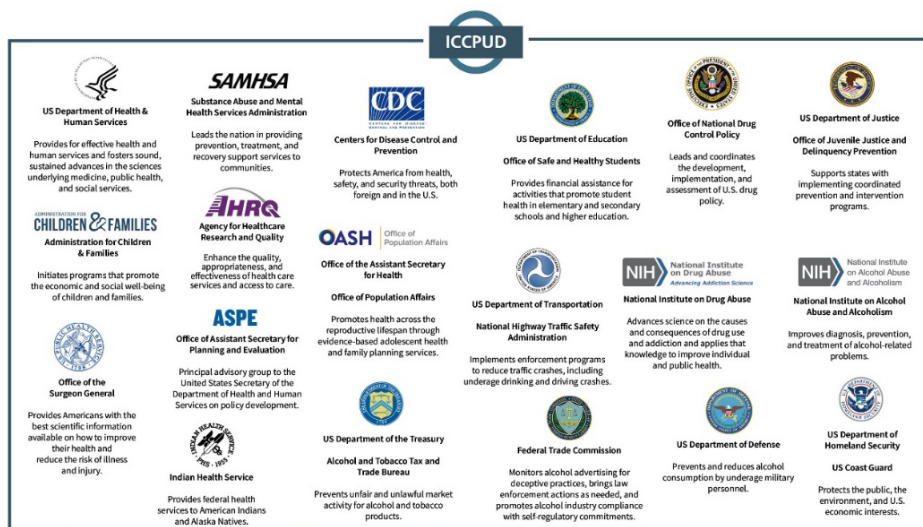 ICCPUD
US Department of Health &
Human Services
Provides for effective health and
human services and fosters sound,
sustained advances in the sciences
underlying medicine, public health,
and social services.
ADMINISTRATION FOR
CHILDREN & FAMILIES
Administration for Children
& Families
Initiates programs that promote
the economic and social well-being
of children and families.
Office of the
Surgeon General
Provides Americans with the
best scientific information
available on how to improve
their health and
reduce the risk of illness
and injury.
SAMHSA
Substance Abuse and Mental
Health Services Administration
Leads the nation in providing
prevention, treatment, and
recovery support services to
communities.
AHRQ
Agency for Healthcare
Research and Quality
Enhance the quality,
appropriateness, and
effectiveness of health care
services and access to care.
ASPE
Office of Assistant Secretary for
Planning and Evaluation
Principal advisory group to the
United States Secretary of the
Department of Health and Human
Services on policy development.
INDIAN HEALTH SERVICE
PHS - 1955
Indian Health Service
Provides federal health
services to American Indians
and Alaska Natives.
CDC
CENTERS FOR DISEASE
CONTROL AND PREVENTION
Centers for Disease Control and
Prevention
Protects America from health,
safety, and security threats, both
foreign and in the U.S.
OASH
Office of
Population Affairs
Office of the Assistant Secretary
for Health
Office of Population Affairs
Promotes health across the
reproductive lifespan through
evidence-based adolescent health
and family planning services.
US Department of the Treasury
Alcohol and Tobacco Tax and
Trade Bureau
Prevents unfair and unlawful market
activity for alcohol and tobacco
products.
US Department of Education
Office of Safe and Healthy Students
Provides financial assistance for
activities that promote student
health in elementary and secondary
schools and higher education.
US Department of Transportation
National Highway Traffic Safety
Administration
Implements enforcement programs
to reduce traffic crashes, including
underage drinking and driving crashes.
Federal Trade Commission
Monitors alcohol advertising for
deceptive practices, brings law
enforcement actions as needed, and
promotes alcohol industry compliance
with self-regulatory commitments.
Office of National Drug
Control Policy
Leads and coordinates
the development,
implementation, and
assessment of U.S. drug
policy.
NIH
National Institute
on Drug Abuse
Advancing Addiction Science
National Institute on Drug Abuse
Advances science on the causes
and consequences of drug use
and addiction and applies that
knowledge to improve individual
and public health.
US Department of Defense
Prevents and reduces alcohol
consumption by underage military
personnel.
US Department of Justice
Office of Juvenile Justice and
Delinquency Prevention
Supports states with
implementing coordinated
prevention and intervention
programs.
NIH
National Institute
on Alcohol Abuse
and Alcoholism
National Institute on Alcohol
Abuse and Alcoholism
Improves diagnosis, prevention,
and treatment of alcohol-related
problems.
US Department of
Homeland Security
US Coast Guard
Protects the public, the
environment, and U.S.
economic interests.